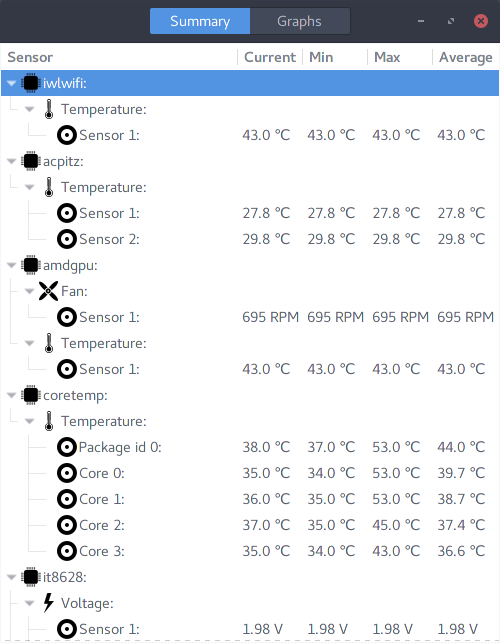 Summary Graphs
Sensor Current Min Max Average
iwlwifi:
Temperature:
Sensor 1: 43.0 °C 43.0 °C 43.0 °C 43.0 °C
acpitz:
Temperature:
Sensor 1: 27.8 °C 27.8 °C 27.8 °C 27.8 °C
Sensor 2: 29.8 °C 29.8 °C 29.8 °C 29.8 °C
amdgpu:
Fan:
Sensor 1: 695 RPM 695 RPM 695 RPM 695 RPM
Temperature:
Sensor 1: 43.0 °C 43.0 °C 43.0 °C 43.0 °C
coretemp:
Temperature:
Package id 0: 38.0 °C 37.0 °C 53.0 °C 44.0 °C
Core 0: 35.0 °C 34.0 °C 53.0 °C 39.7 °C
Core 1: 36.0 °C 35.0 °C 53.0 °C 38.7 °C
Core 2: 37.0 °C 35.0 °C 45.0 °C 37.4 °C
Core 3: 35.0 °C 34.0 °C 43.0 °C 36.6 °C
it8628:
Voltage:
Sensor 1: 1.98 V 1.98 V 1.98 V 1.98 V